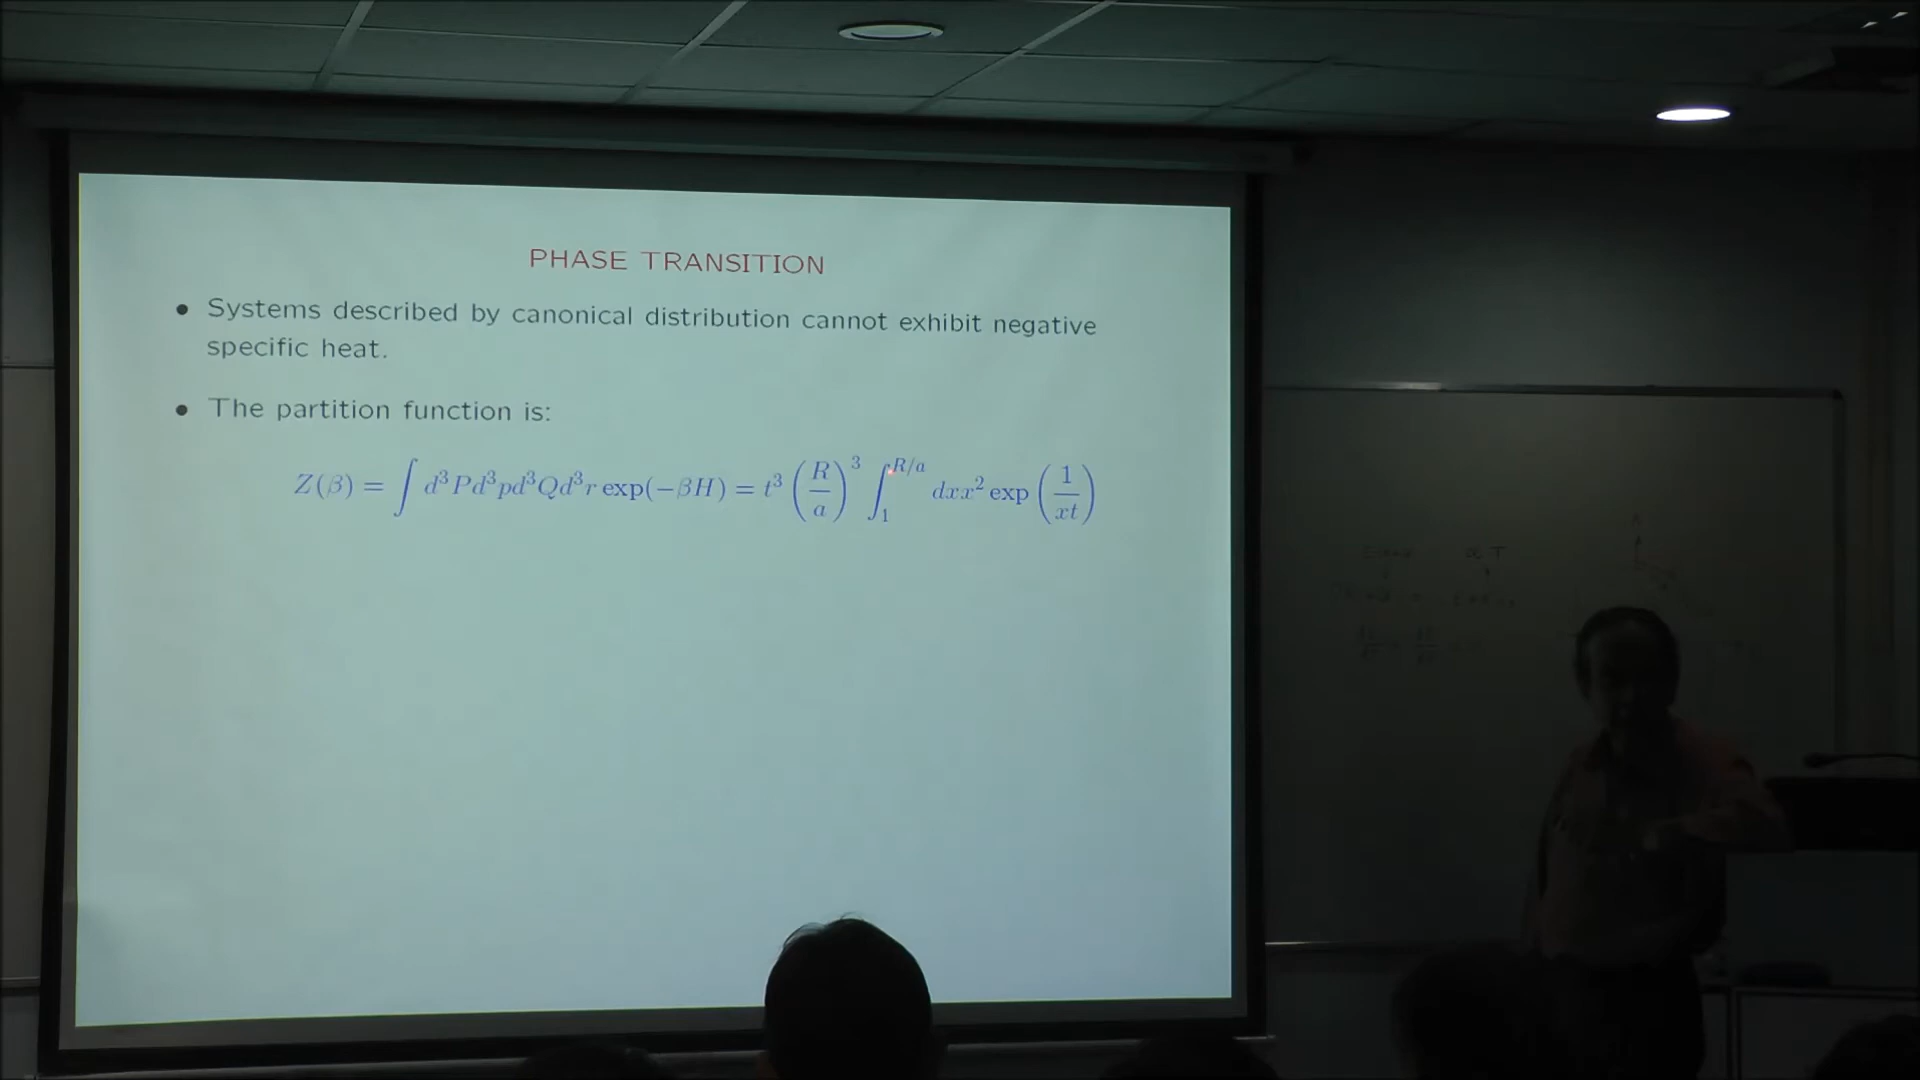 PHASE TRANSITION
• Systems described by canonical distribution cannot exhibit negative
specific heat.
• The partition function is:
Z(β) = ∫ d³Pd³pd³Qd³r exp(−βH) = t³ (R/a)³ ∫₁^{R/a} dxx² exp (1/xt)